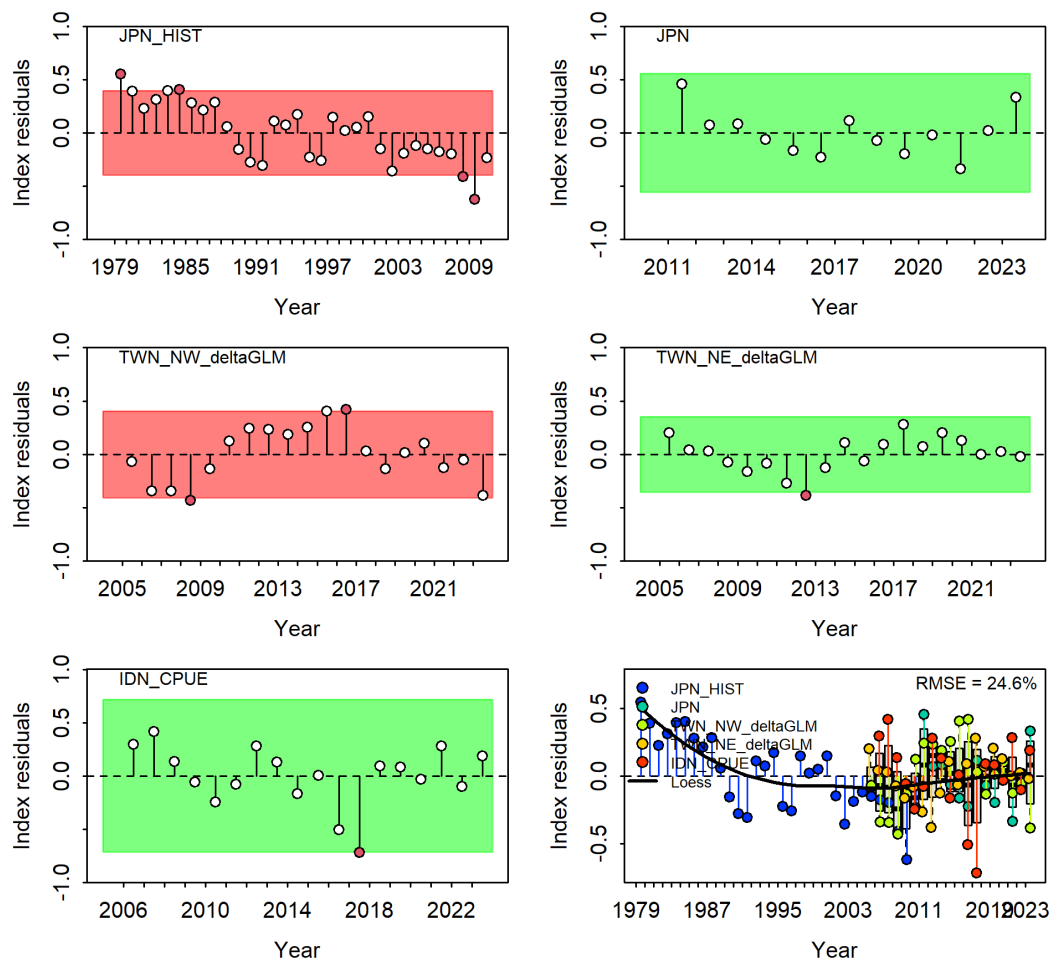 JPN_HIST
1.0
0.5
0.0
-1.0
Index residuals
1979 1985 1991 1997 2003 2009
Year
JPN
1.0
0.5
0.0
-1.0
Index residuals
2011 2014 2017 2020 2023
Year
TWN_NW_deltaGLM
1.0
0.5
0.0
-1.0
Index residuals
2005 2009 2013 2017 2021
Year
TWN_NE_deltaGLM
1.0
0.5
0.0
-1.0
Index residuals
2005 2009 2013 2017 2021
Year
IDN_CPUE
1.0
0.5
0.0
-1.0
Index residuals
2006 2010 2014 2018 2022
Year
RMSE = 24.6%
JPN_HIST
JPN
TWN_NW_deltaGLM
TWN_NE_deltaGLM
IDN_CPUE
Loess
0.5
0.0
-0.5
Index residuals
1979 1987 1995 2003 2011 2019 2023
Year